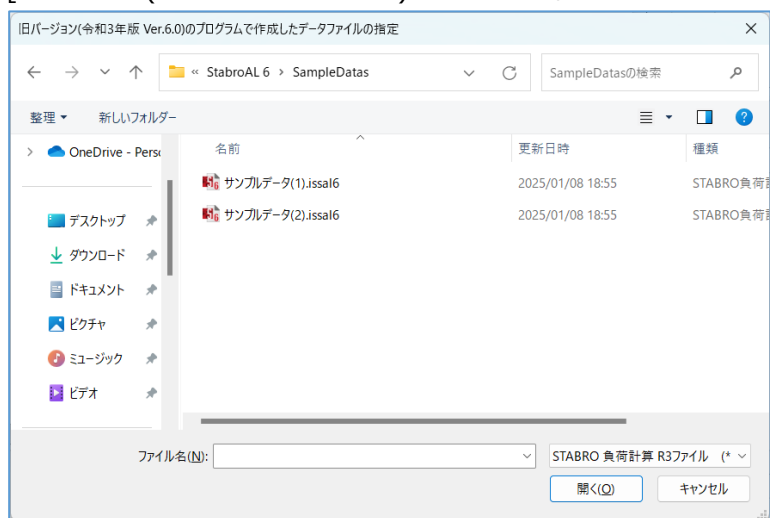 旧バージョン(令和3年版 Ver.6.0)のプログラムで作成したデータファイルの指定
« StabroAL 6 > SampleDatas
SampleDatasの検索
整理 新しいフォルダー
OneDrive - Perso
名前 更新日時 種類
サンプルデータ(1).issal6 2025/01/08 18:55 STABRO負荷
サンプルデータ(2).issal6 2025/01/08 18:55 STABRO負荷
デスクトップ
ダウンロード
ドキュメント
ピクチャ
ミュージック
ビデオ
ファイル名(N): STABRO 負荷計算 R3ファイル (*
開く(O) キャンセル